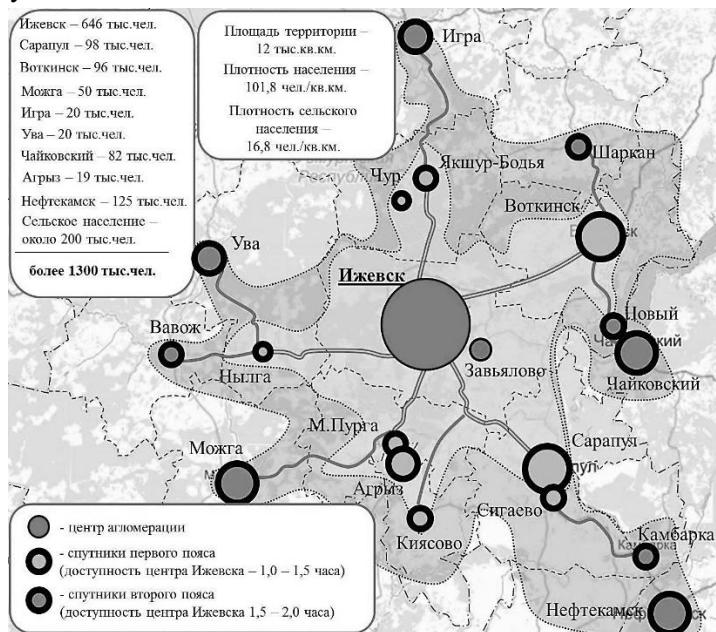 Ижевск – 646 тыс.чел.
Сарапул – 98 тыс.чел.
Воткинск – 96 тыс.чел.
Можга – 50 тыс.чел.
Игра – 20 тыс.чел.
Ува – 20 тыс.чел.
Чайковский – 82 тыс.чел.
Агрыз – 19 тыс.чел.
Нефтекамск – 125 тыс.чел.
Сельское население –
около 200 тыс.чел.
более 1300 тыс.чел.
Площадь территории –
12 тыс.кв.км.
Плотность населения –
101,8 чел./кв.км.
Плотность сельского
населения –
16,8 чел./кв.км.
Игра
Шаркан
Якшур-Бодья
Чур
Воткинск
Ува
Ижевск
Вавож
Нылга
Завьялово
Новый
Чайковский
М.Пурга
Можга
Агрыз
Сарапул
Сигаево
Киясово
Камбарка
Камбарка
Нефтекамск
- центр агломерации
- спутники первого пояса
(доступность центра Ижевска – 1,0 – 1,5 часа)
- спутники второго пояса
(доступность центра Ижевска 1,5 – 2,0 часа)